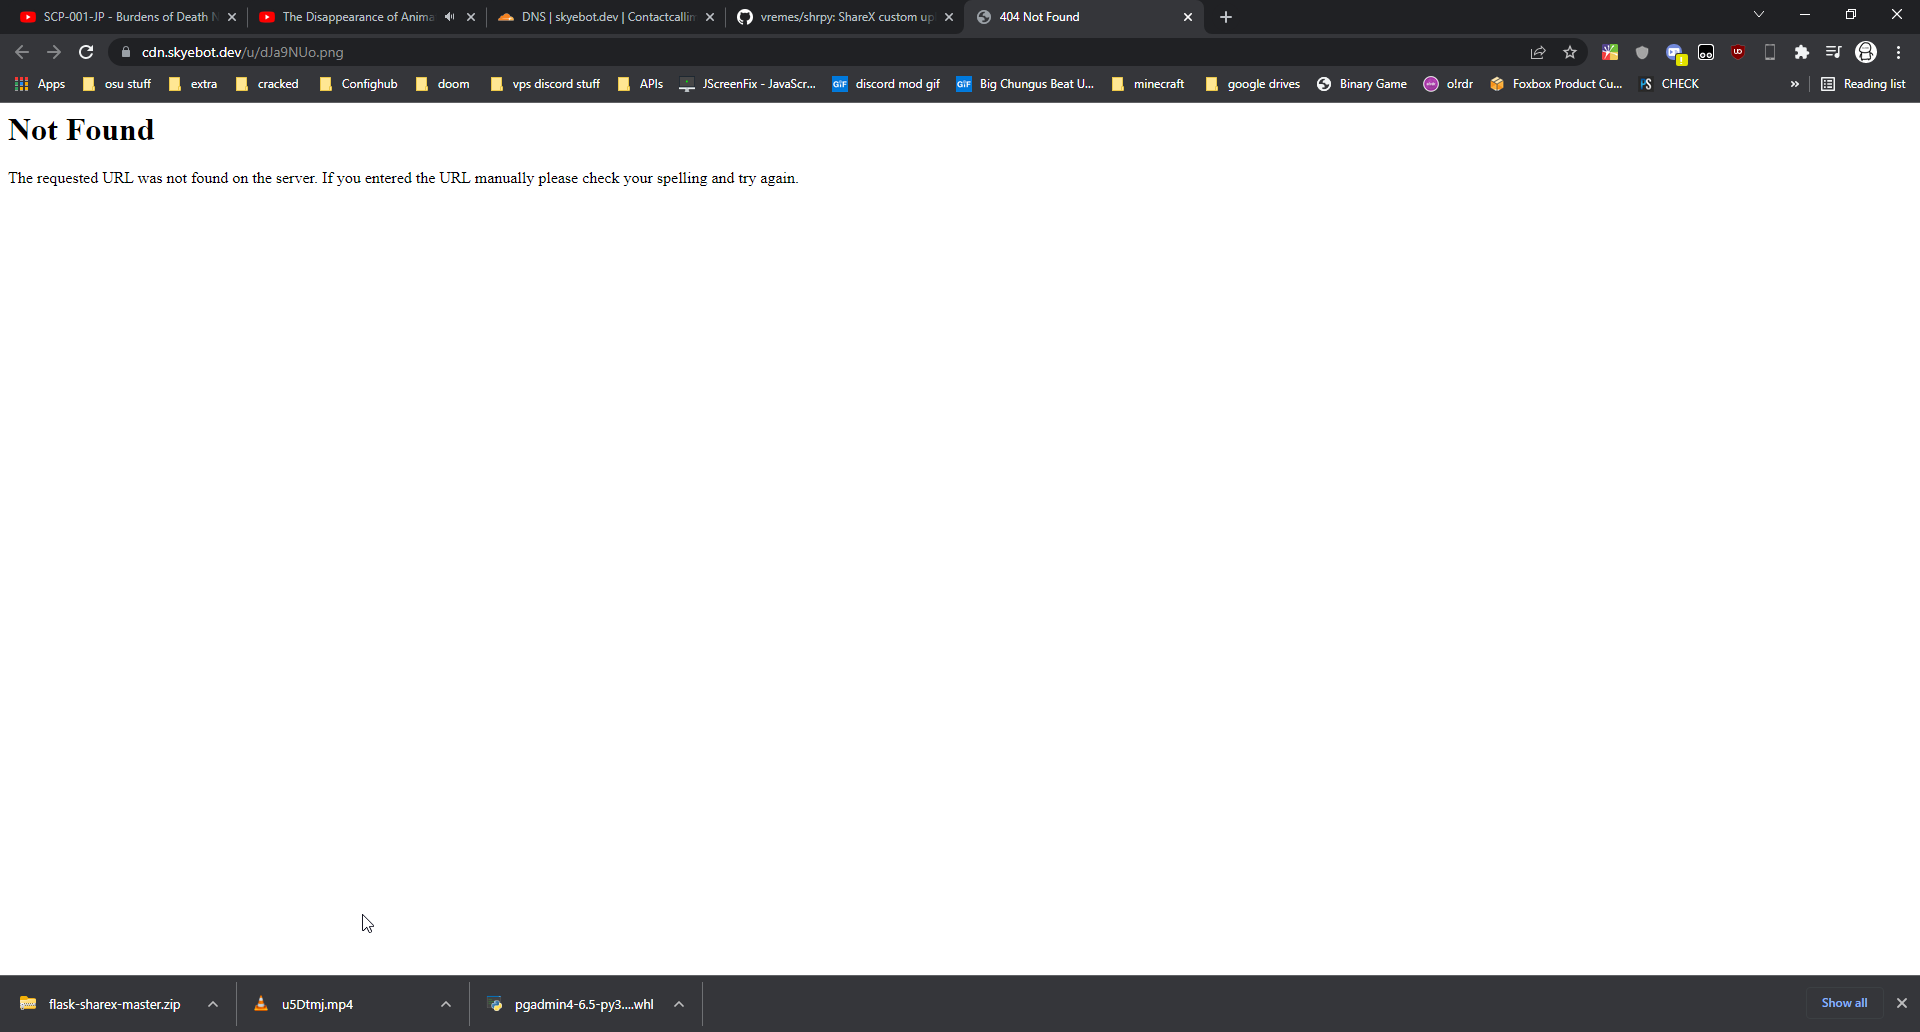 SCP-001-JP - Burdens of Death N
The Disappearance of Anima
DNS | skyebot.dev | Contactcallin
vremes/shrpy: ShareX custom up
404 Not Found
cdn.skyebot.dev/u/dJa9NUo.png
Apps
osu stuff
extra
cracked
Confighub
doom
vps discord stuff
APIs
JScreenFix - JavaScr...
GIF
discord mod gif
GIF
Big Chungus Beat U...
minecraft
google drives
Binary Game
o!rdr
Foxbox Product Cu...
CHECK
»
Reading list
Not Found
The requested URL was not found on the server. If you entered the URL manually please check your spelling and try again.
flask-sharex-master.zip
u5Dtmj.mp4
pgadmin4-6.5-py3....whl
Show all